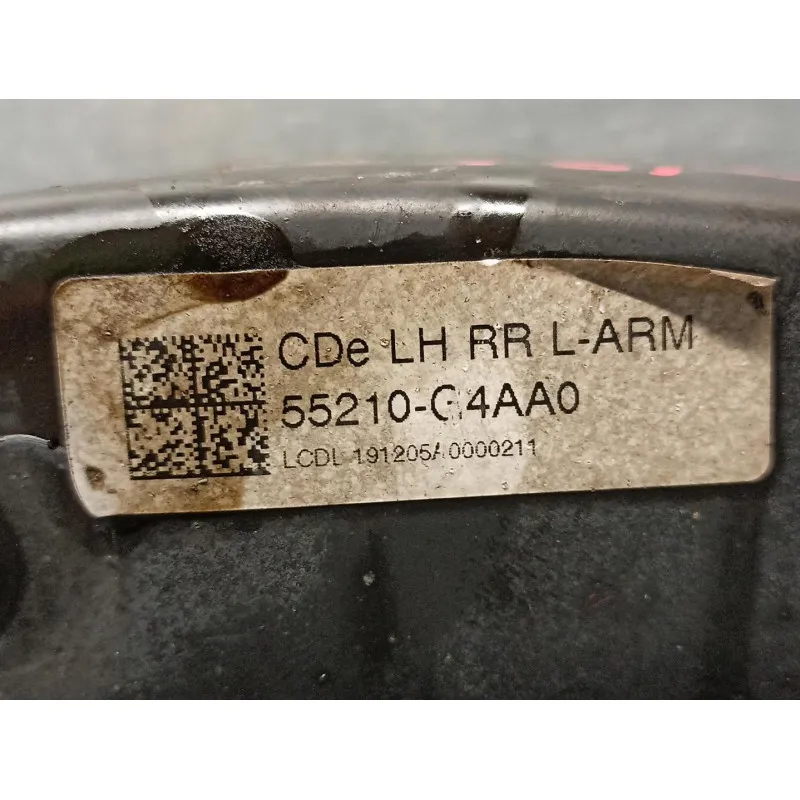 CDe LH RR L-ARM
55210-G4AA0
LCDL 191205A0000211